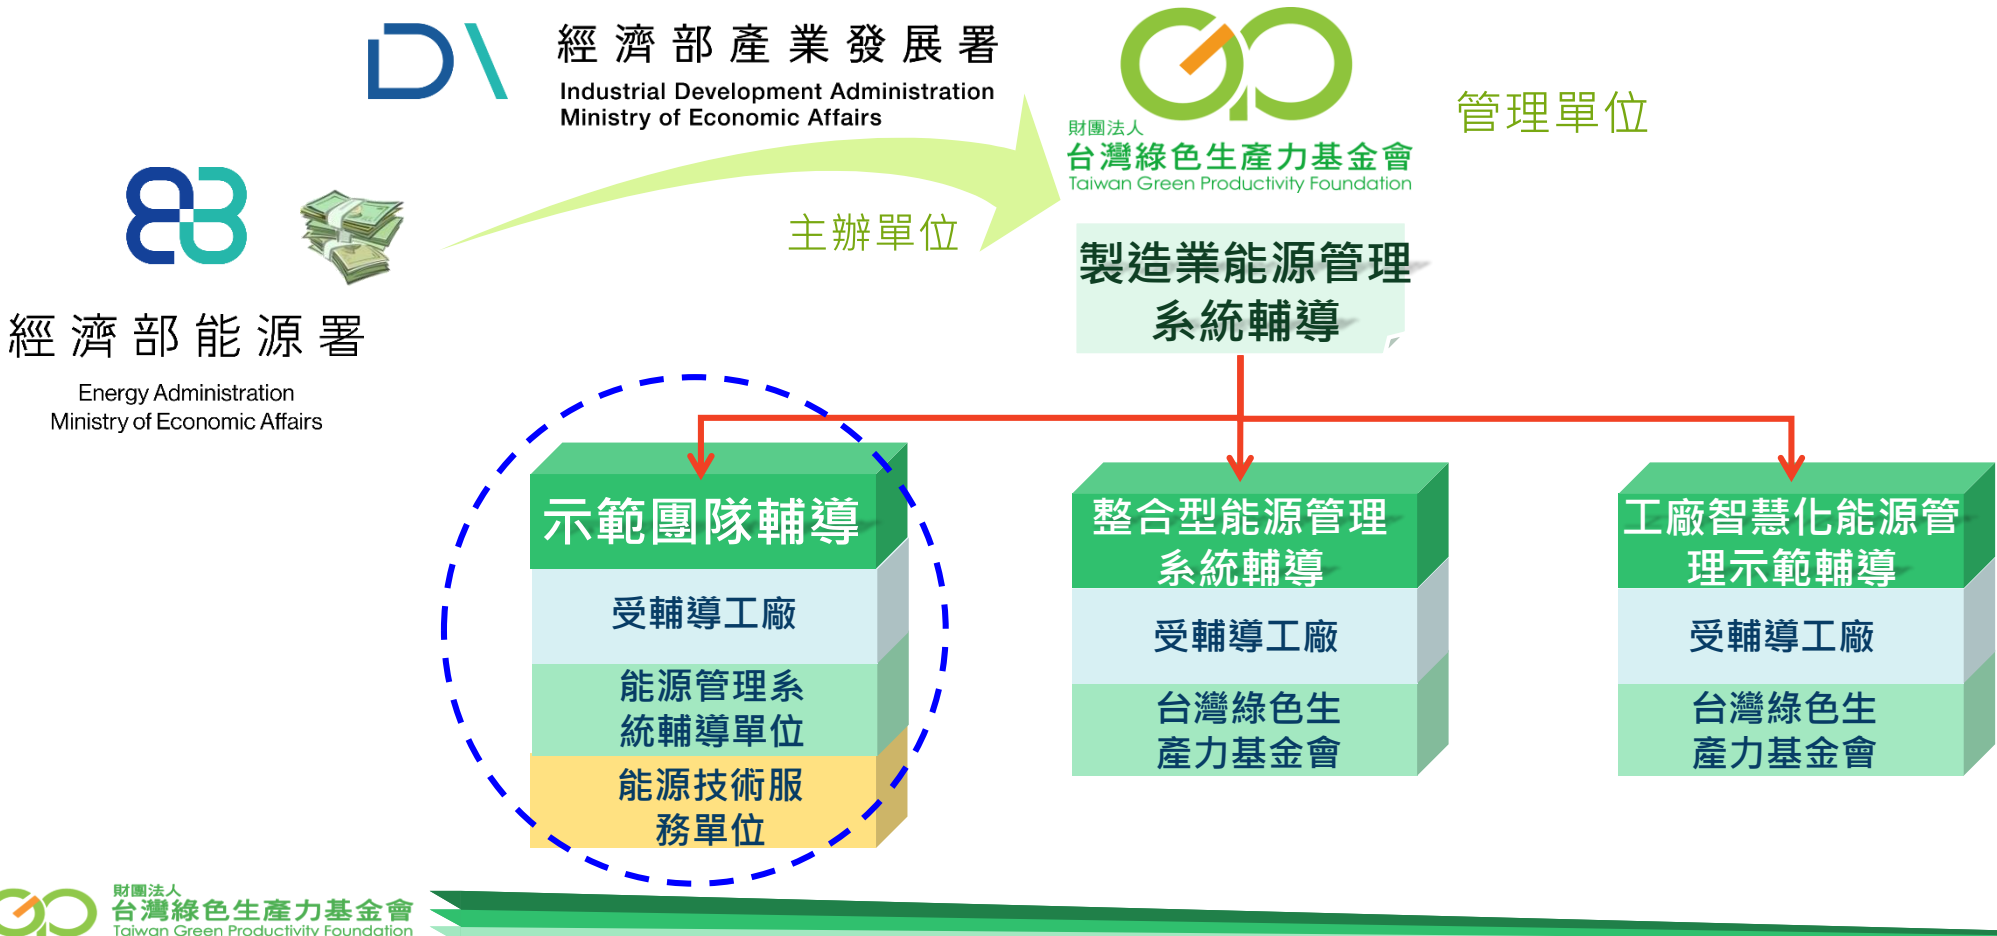 經濟部產業發展署
Industrial Development Administration
Ministry of Economic Affairs
財團法人
台灣綠色生產力基金會
Taiwan Green Productivity Foundation
管理單位
主辦單位
經濟部能源署
Energy Administration
Ministry of Economic Affairs
製造業能源管理
系統輔導
示範團隊輔導
受輔導工廠
能源管理系
統輔導單位
能源技術服
務單位
整合型能源管理
系統輔導
受輔導工廠
台灣綠色生
產力基金會
工廠智慧化能源管
理示範輔導
受輔導工廠
台灣綠色生
產力基金會
財團法人
台灣綠色生產力基金會
Taiwan Green Productivity Foundation